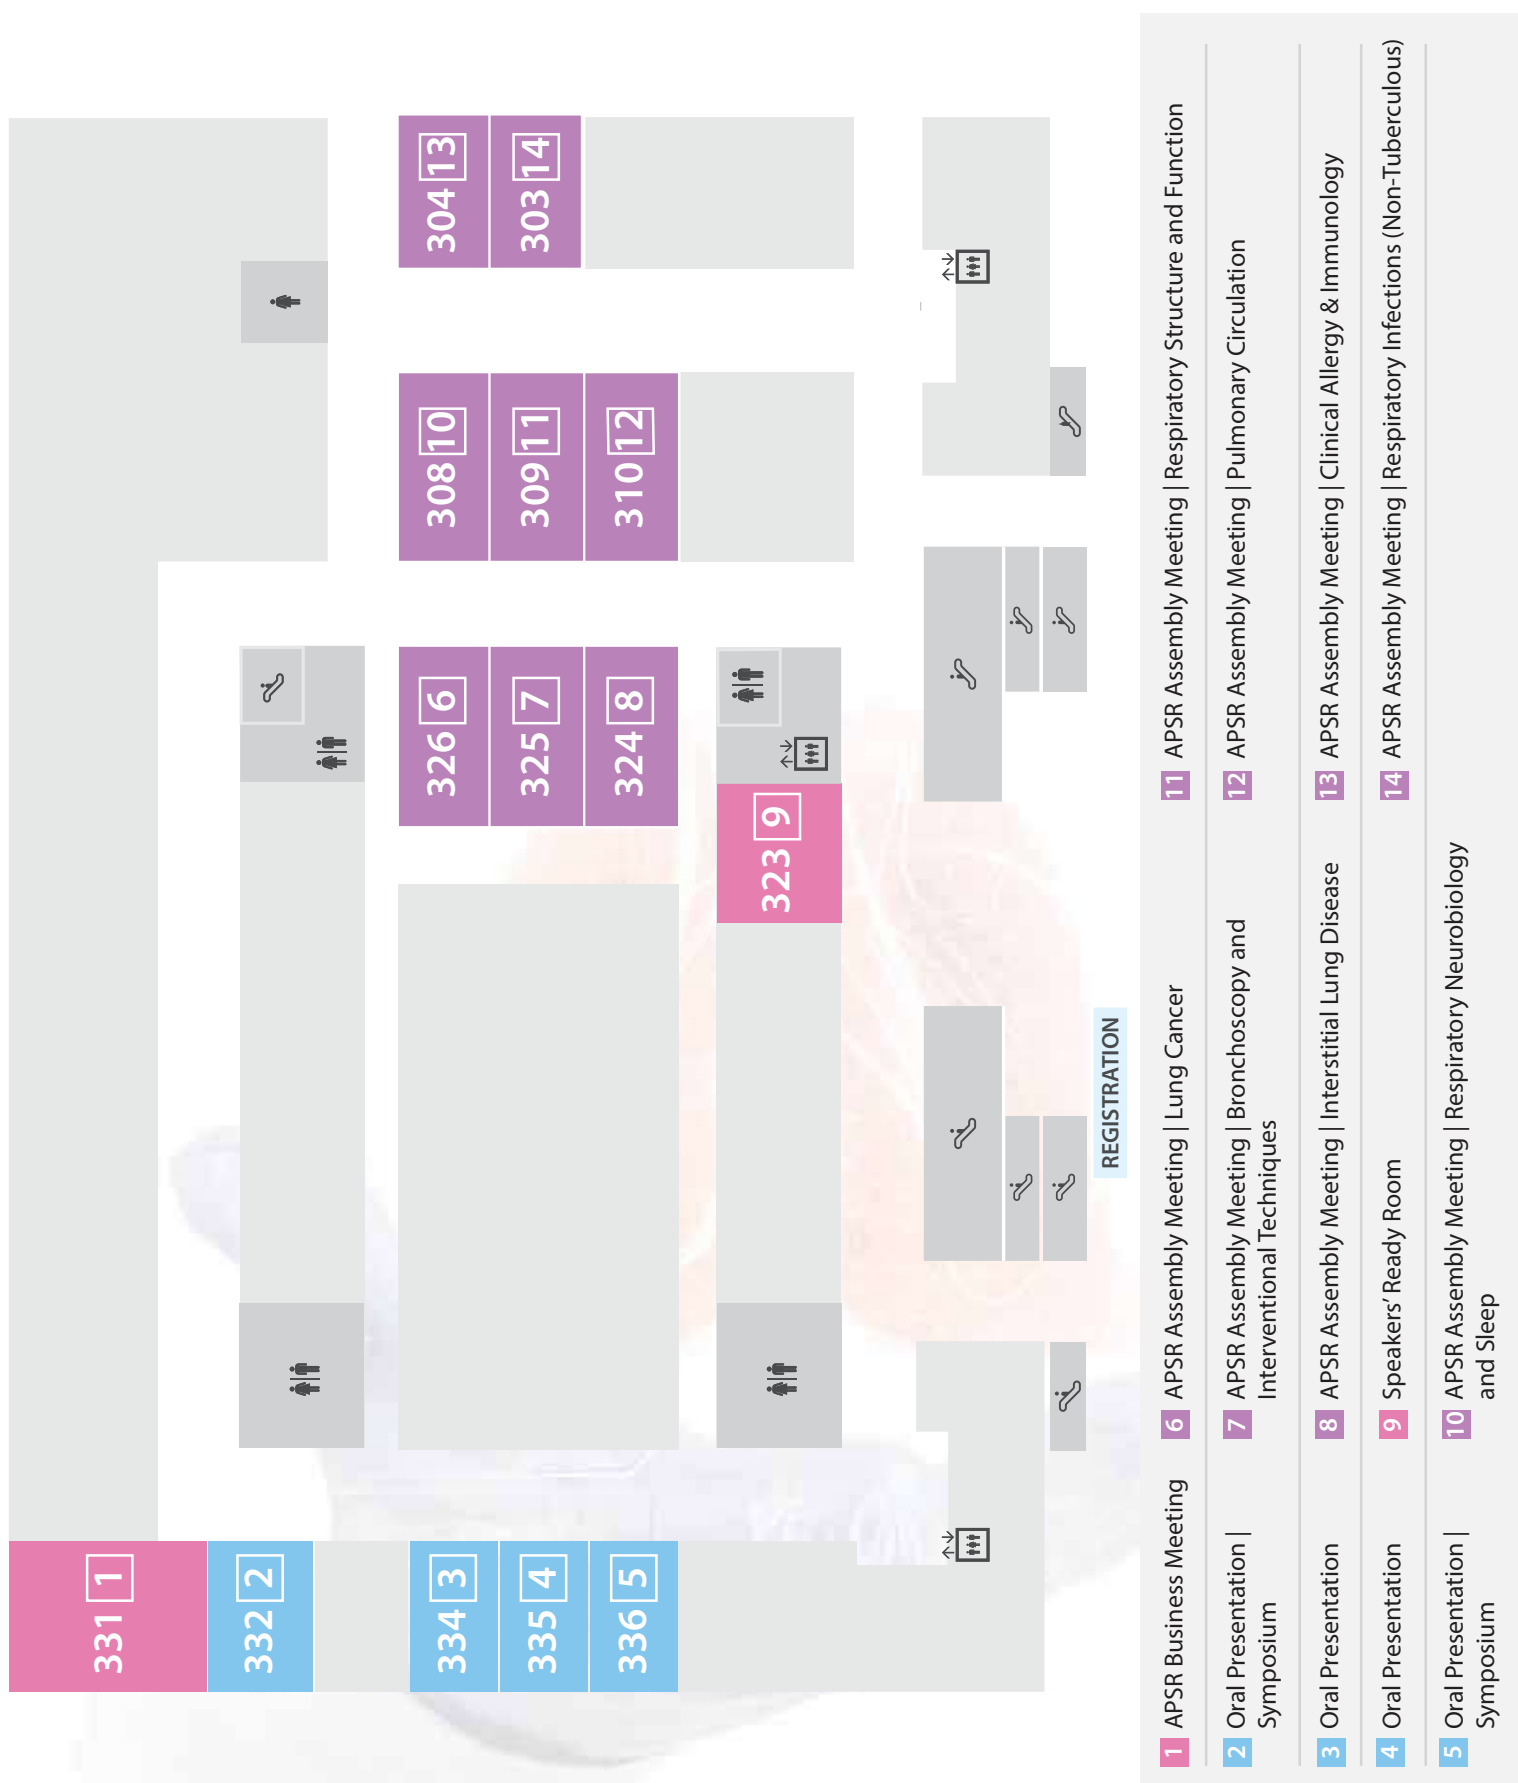 331 1
332 2
334 3
335 4
336 5
326 6
325 7
324 8
323 9
308 10
309 11
310 12
304 13
303 14
REGISTRATION
1 APSR Business Meeting
2 Oral Presentation |
Symposium
3 Oral Presentation
4 Oral Presentation
5 Oral Presentation |
Symposium
6 APSR Assembly Meeting | Lung Cancer
7 APSR Assembly Meeting | Bronchoscopy and
Interventional Techniques
8 APSR Assembly Meeting | Interstitial Lung Disease
9 Speakers’ Ready Room
10 APSR Assembly Meeting | Respiratory Neurobiology
and Sleep
11 APSR Assembly Meeting | Respiratory Structure and Function
12 APSR Assembly Meeting | Pulmonary Circulation
13 APSR Assembly Meeting | Clinical Allergy & Immunology
14 APSR Assembly Meeting | Respiratory Infections (Non-Tuberculous)